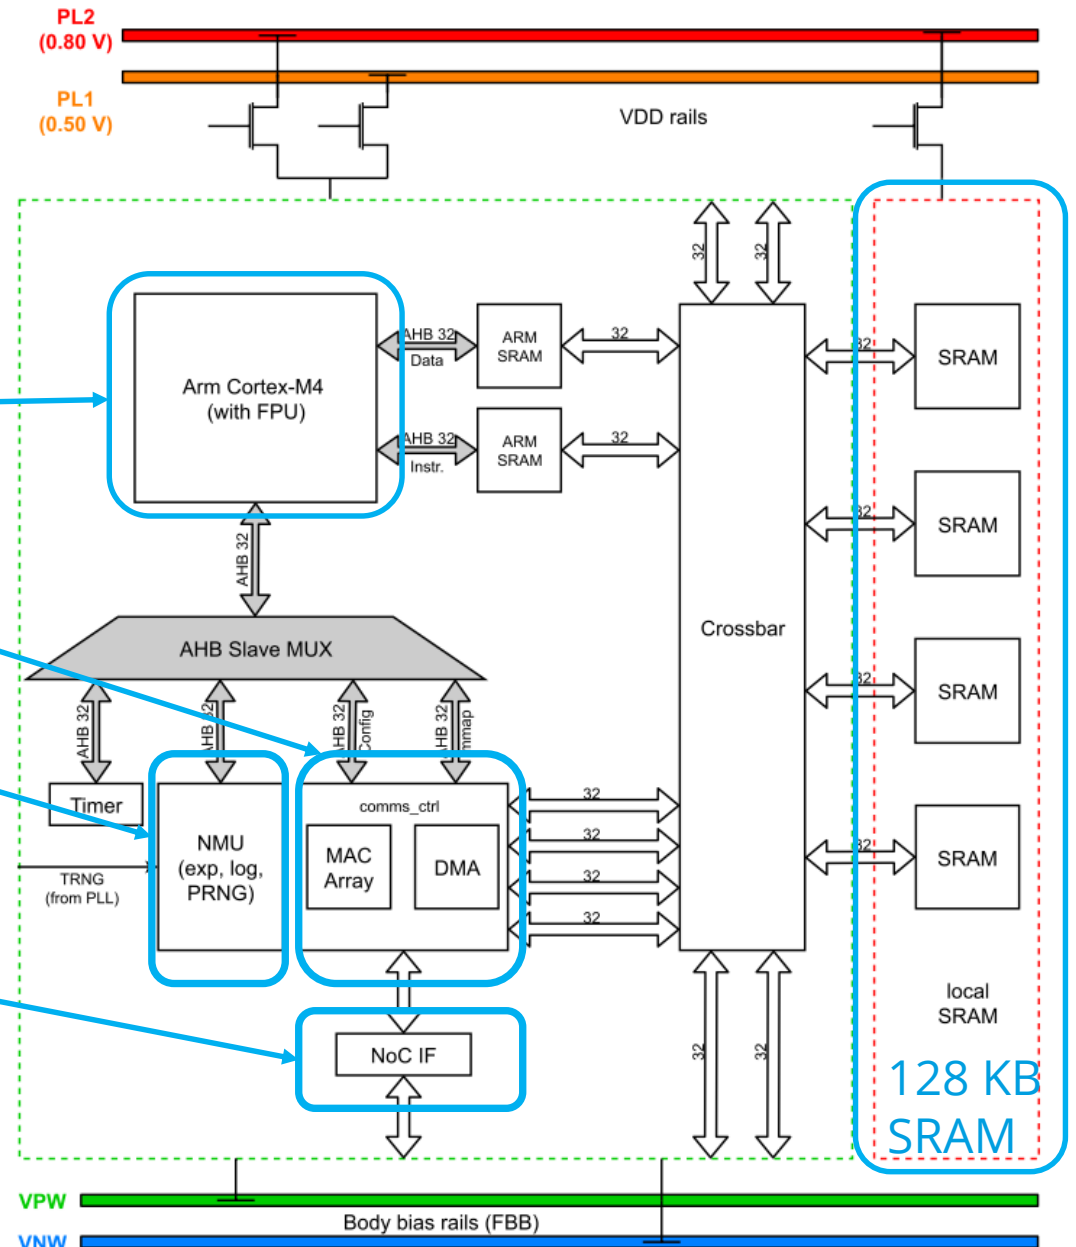 PL2
(0.80 V)
PL1
(0.50 V)
VDD rails
32
32
Arm Cortex-M4
(with FPU)
AHB 32
Data
ARM
SRAM
32
32
SRAM
AHB 32
Instr.
ARM
SRAM
32
32
SRAM
AHB 32
AHB Slave MUX
Crossbar
32
SRAM
AHB 32
AHB 32
AHB 32
Config
AHB 32
mmap
Timer
comms_ctrl
NMU
(exp, log,
PRNG)
MAC
Array
DMA
32
32
32
32
32
SRAM
TRNG
(from PLL)
local
SRAM
NoC IF
32
32
128 KB
SRAM
VPW
Body bias rails (FBB)
VNW